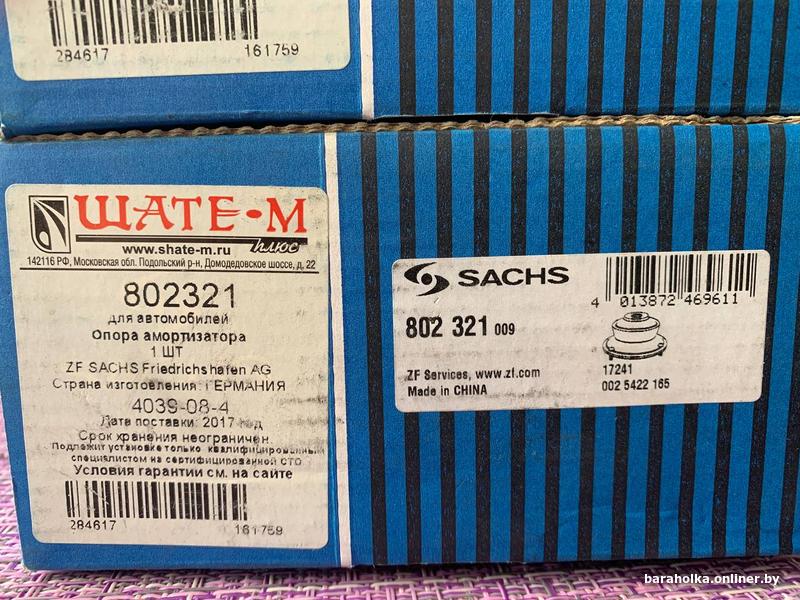 284617 161759
ШАТЕ-М
плюс
www.shate-m.ru
142116 РФ, Московская обл. Подольский р-н, Домодедовское шоссе, д. 22
802321
для автомобилей
Опора амортизатора
1 ШТ
ZF SACHS Friedrichshafen AG
Страна изготовления: ГЕРМАНИЯ
4039-08-4
Дата поставки: 2017 год
Срок хранения неограничен.
Подлежит установке только квалифицированным
специалистом на сертифицированной СТО
Условия гарантии см. на сайте
284617 161759
SACHS
4 013872 469611
802 321 009
ZF Services, www.zf.com
Made in CHINA
17241
002 5422 165
baraholka.onliner.by